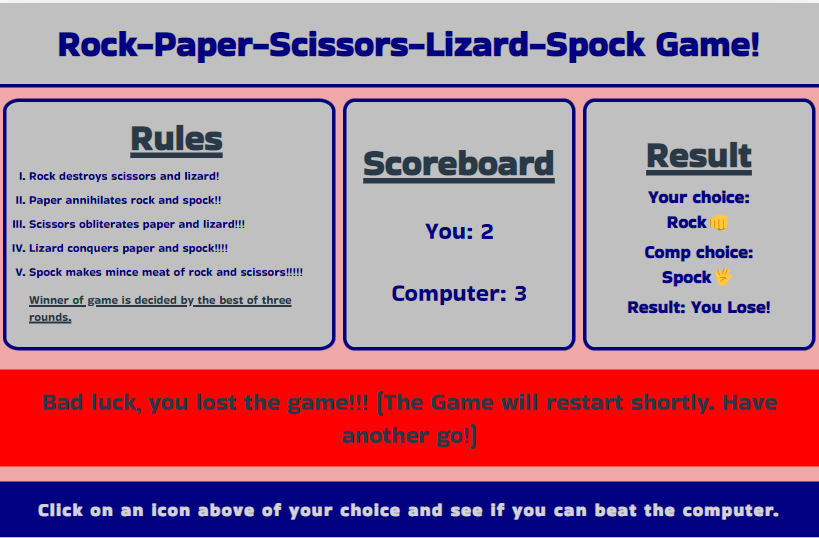 Rock-Paper-Scissors-Lizard-Spock Game!
Rules
I. Rock destroys scissors and lizard!
II. Paper annihilates rock and spock!!
III. Scissors obliterates paper and lizard!!!
IV. Lizard conquers paper and spock!!!!
V. Spock makes mince meat of rock and scissors!!!!!
Winner of game is decided by the best of three
rounds.
Scoreboard
You: 2
Computer: 3
Result
Your choice:
Rock👊
Comp choice:
Spock🖖
Result: You Lose!
Bad luck, you lost the game!!! (The Game will restart shortly. Have
another go!)
Click on an icon above of your choice and see if you can beat the computer.